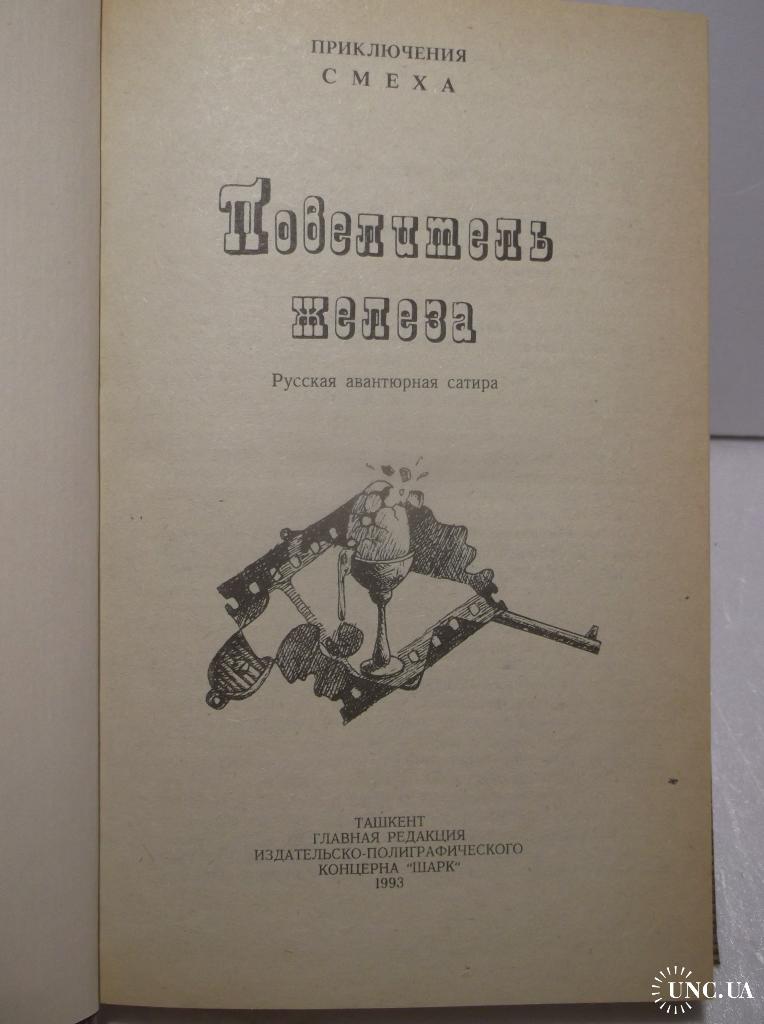 ПРИКЛЮЧЕНИЯ
СМЕХА
Повелитель
железа
Русская авантюрная сатира
ТАШКЕНТ
ГЛАВНАЯ РЕДАКЦИЯ
ИЗДАТЕЛЬСКО-ПОЛИГРАФИЧЕСКОГО
КОНЦЕРНА "ШАРК"
1993
UNC.UA